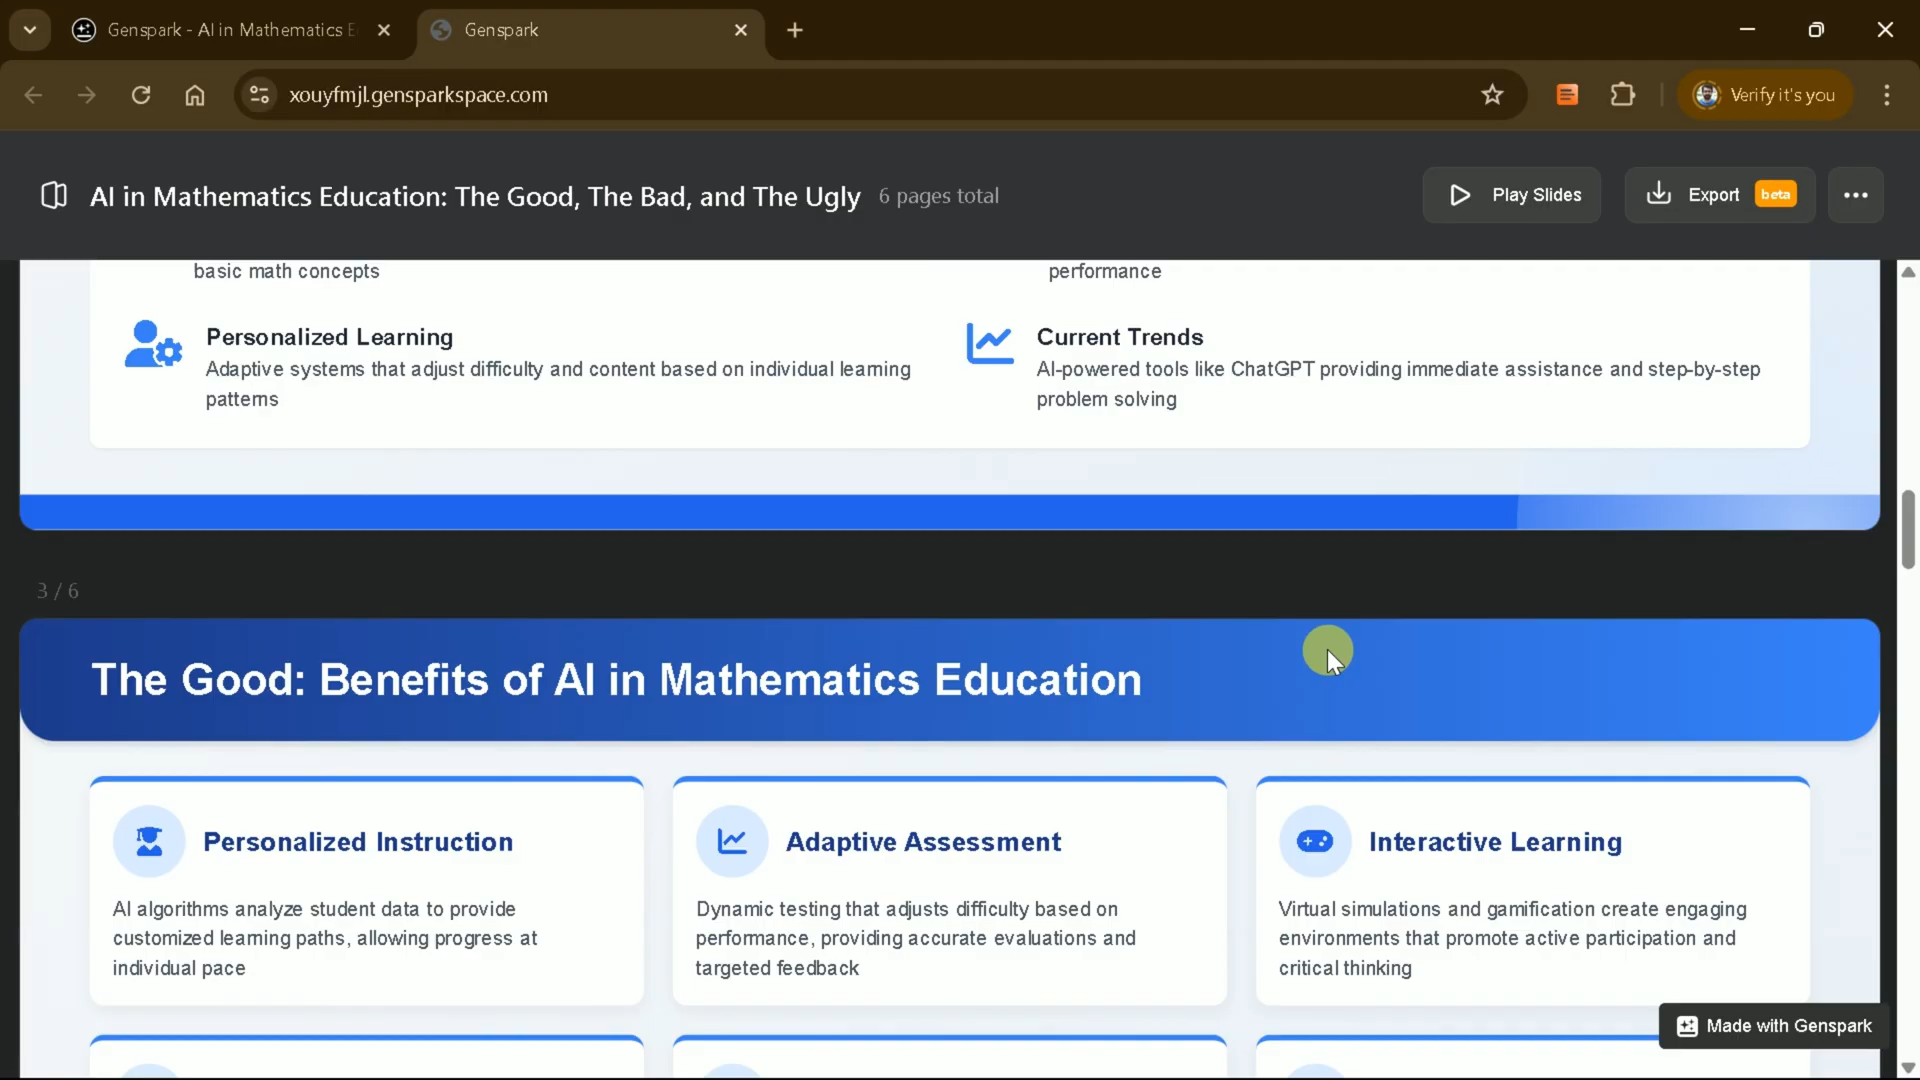 Genspark - AI in Mathematics E
Genspark
xouyfmjl.gensparkspace.com
Verify it's you
AI in Mathematics Education: The Good, The Bad, and The Ugly
6 pages total
Play Slides
Export
beta
basic math concepts
performance
Personalized Learning
Adaptive systems that adjust difficulty and content based on individual learning
patterns
Current Trends
AI-powered tools like ChatGPT providing immediate assistance and step-by-step
problem solving
3 / 6
The Good: Benefits of AI in Mathematics Education
Personalized Instruction
AI algorithms analyze student data to provide
customized learning paths, allowing progress at
individual pace
Adaptive Assessment
Dynamic testing that adjusts difficulty based on
performance, providing accurate evaluations and
targeted feedback
Interactive Learning
Virtual simulations and gamification create engaging
environments that promote active participation and
critical thinking
Made with Genspark